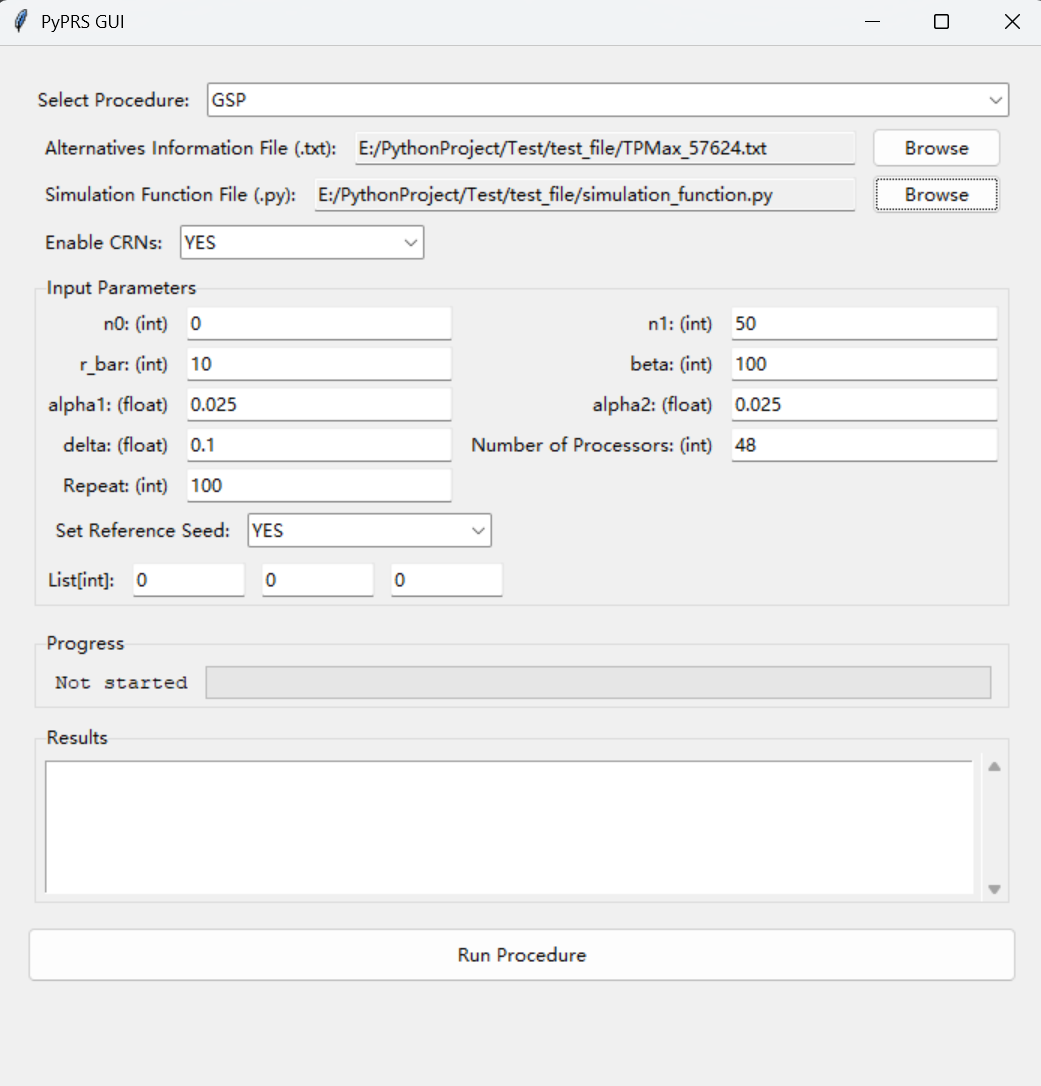 PyPRS GUI
Select Procedure: GSP
Alternatives Information File (.txt): E:/PythonProject/Test/test_file/TPMax_57624.txt Browse
Simulation Function File (.py): E:/PythonProject/Test/test_file/simulation_function.py Browse
Enable CRNs: YES
Input Parameters
n0: (int) 0 n1: (int) 50
r_bar: (int) 10 beta: (int) 100
alpha1: (float) 0.025 alpha2: (float) 0.025
delta: (float) 0.1 Number of Processors: (int) 48
Repeat: (int) 100
Set Reference Seed: YES
List[int]: 0 0 0
Progress
Not started
Results
Run Procedure